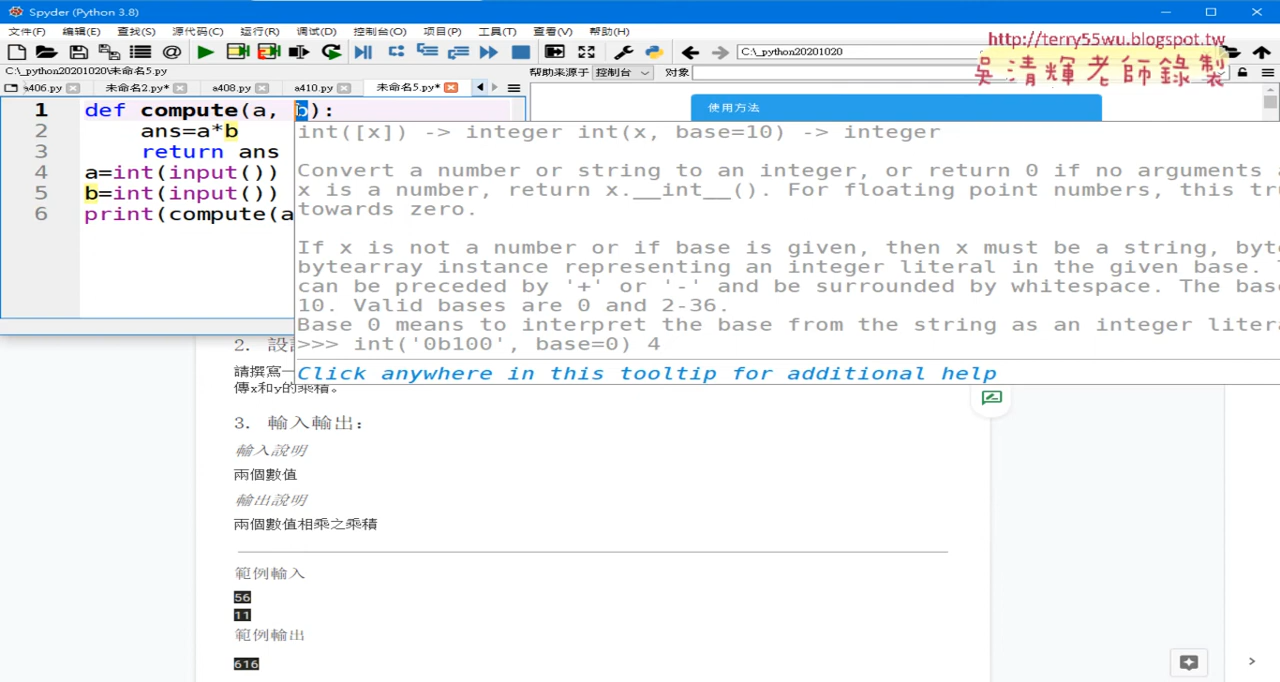 Spyder (Python 3.8)
文件(F) 编辑(E) 查找(S) 源代码(C) 运行(R) 调试(D) 控制台(O) 项目(P) 工具(T) 查看(V) 帮助(H)
http://terry55wu.blogspot.tw
C:\_python20201020
吳清輝老師錄製
C:\_python20201020\未命名5.py
帮助来源于 控制台 对象
s406.py 未命名2.py* a408.py a410.py 未命名5.py*
使用方法
1 def compute(a, b):
2 ans=a*b
3 return ans
4 a=int(input())
5 b=int(input())
6 print(compute(a
int([x]) -> integer int(x, base=10) -> integer
Convert a number or string to an integer, or return 0 if no arguments
x is a number, return x.__int__(). For floating point numbers, this tru
towards zero.
If x is not a number or if base is given, then x must be a string, byt
bytearray instance representing an integer literal in the given base.
can be preceded by '+' or '-' and be surrounded by whitespace. The bas
10. Valid bases are 0 and 2-36.
Base 0 means to interpret the base from the string as an integer liter
>>> int('0b100', base=0) 4
Click anywhere in this tooltip for additional help
2. 設
請撰寫一
傳x和y的乘積。
3. 輸入輸出：
輸入說明
兩個數值
輸出說明
兩個數值相乘之乘積
範例輸入
56
11
範例輸出
616